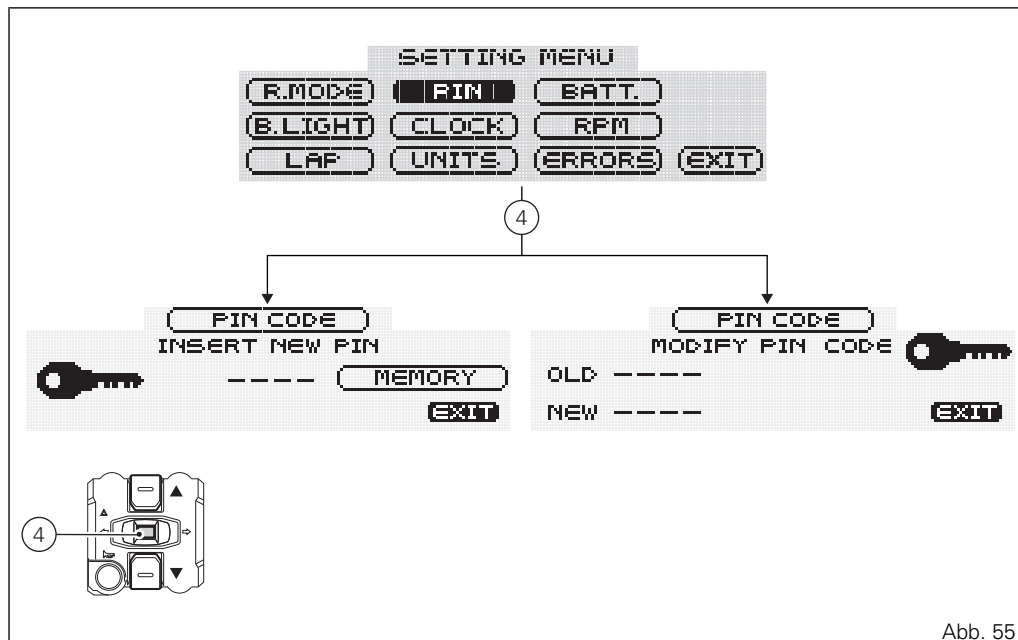 SETTING MENU
R.MODE PIN BATT.
B.LIGHT CLOCK RPM
LAP UNITS ERRORS EXIT
4
PIN CODE
INSERT NEW PIN
---- MEMORY
EXIT
PIN CODE
MODIFY PIN CODE
OLD ----
NEW ---- EXIT
4
Abb. 55